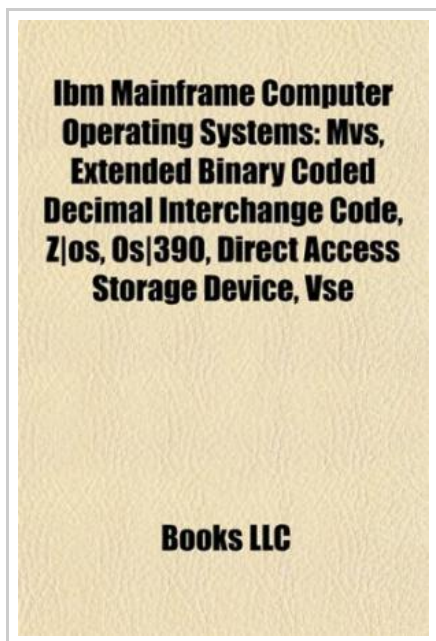 Ibm Mainframe Computer
Operating Systems: Mvs,
Extended Binary Coded
Decimal Interchange Code,
Z|os, Os|390, Direct Access
Storage Device, Vse
Books LLC